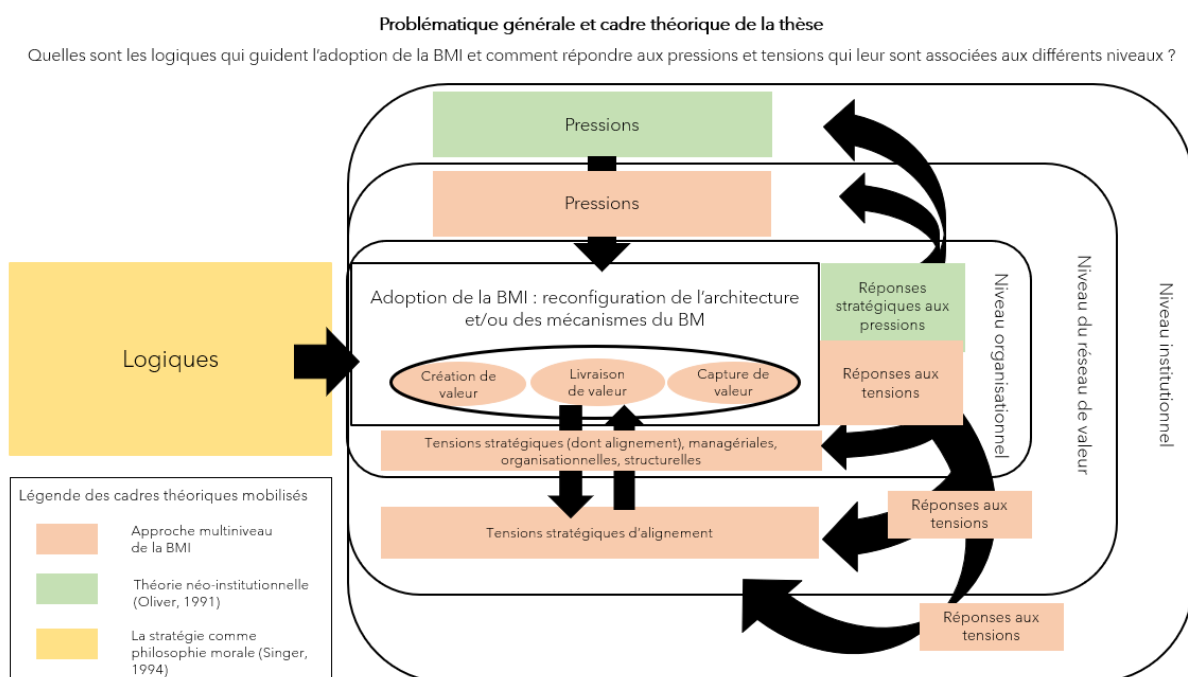 Problématique générale et cadre théorique de la thèse
Quelles sont les logiques qui guident l’adoption de la BMI et comment répondre aux pressions et tensions qui leur sont associées aux différents niveaux ?
Pressions
Pressions
Logiques
Adoption de la BMI : reconfiguration de l’architecture
et/ou des mécanismes du BM
Création de
valeur
Livraison
de valeur
Capture de
valeur
Réponses
stratégiques aux
pressions
Réponses aux
tensions
Niveau organisationnel
Niveau du réseau de valeur
Niveau institutionnel
Tensions stratégiques (dont alignement), managériales,
organisationnelles, structurelles
Tensions stratégiques d’alignement
Réponses aux
tensions
Réponses aux
tensions
Légende des cadres théoriques mobilisés
Approche multiniveau
de la BMI
Théorie néo-institutionnelle
(Oliver, 1991)
La stratégie comme
philosophie morale (Singer,
1994)